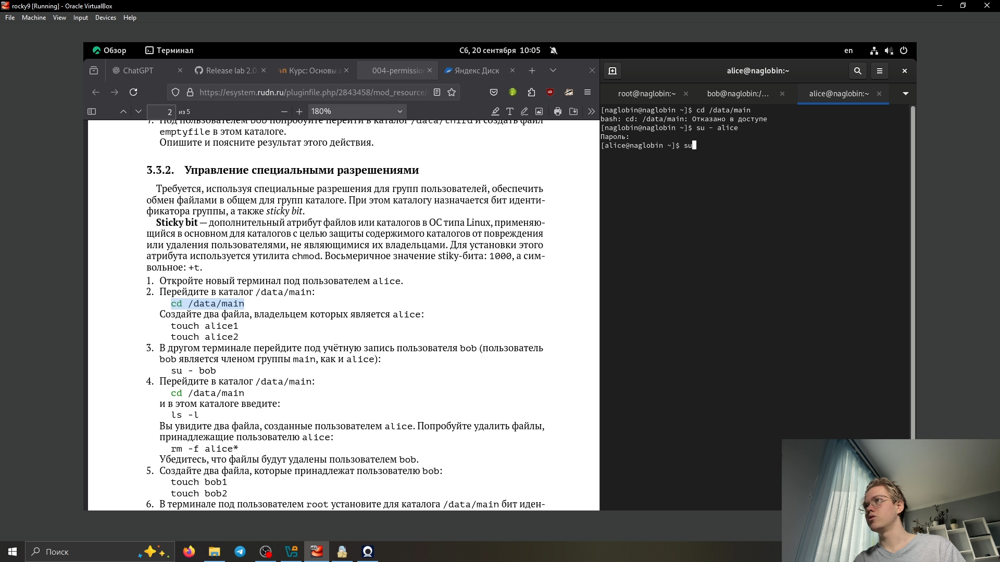 rocky9 [Running] - Oracle VirtualBox
File Machine View Input Devices Help
Обзор Терминал Сб, 20 сентября 10:05 en
ChatGPT Release lab 2.0. Курс: Основы а 004-permissio Яндекс Диск
alice@naglobin:~
https://esystem.rudn.ru/pluginfile.php/2843458/mod_resource/
root@naglobin:~ bob@naglobin:/... alice@naglobin:~
2 из 5 180%
7. Под пользователем bob попробуйте перейти в каталог /data/third и создать файл
emptyfile в этом каталоге.
Опишите и поясните результат этого действия.
3.3.2. Управление специальными разрешениями
Требуется, используя специальные разрешения для групп пользователей, обеспечить
обмен файлами в общем для групп каталоге. При этом каталогу назначается бит иденти-
фикатора группы, а также sticky bit.
Sticky bit — дополнительный атрибут файлов или каталогов в ОС типа Linux, применяю-
щийся в основном для каталогов с целью защиты содержимого каталогов от повреждения
или удаления пользователями, не являющимися их владельцами. Для установки этого
атрибута используется утилита chmod. Восьмеричное значение stiky-бита: 1000, а сим-
вольное: +t.
1. Откройте новый терминал под пользователем alice.
2. Перейдите в каталог /data/main:
cd /data/main
Создайте два файла, владельцем которых является alice:
touch alice1
touch alice2
3. В другом терминале перейдите под учётную запись пользователя bob (пользователь
bob является членом группы main, как и alice):
su - bob
4. Перейдите в каталог /data/main:
cd /data/main
и в этом каталоге введите:
ls -l
Вы увидите два файла, созданные пользователем alice. Попробуйте удалить файлы,
принадлежащие пользователю alice:
rm -f alice*
Убедитесь, что файлы будут удалены пользователем bob.
5. Создайте два файла, которые принадлежат пользователю bob:
touch bob1
touch bob2
6. В терминале под пользователем root установите для каталога /data/main бит иден-
[naglobin@naglobin ~]$ cd /data/main
bash: cd: /data/main: Отказано в доступе
[naglobin@naglobin ~]$ su - alice
Пароль:
[alice@naglobin ~]$ su
Поиск